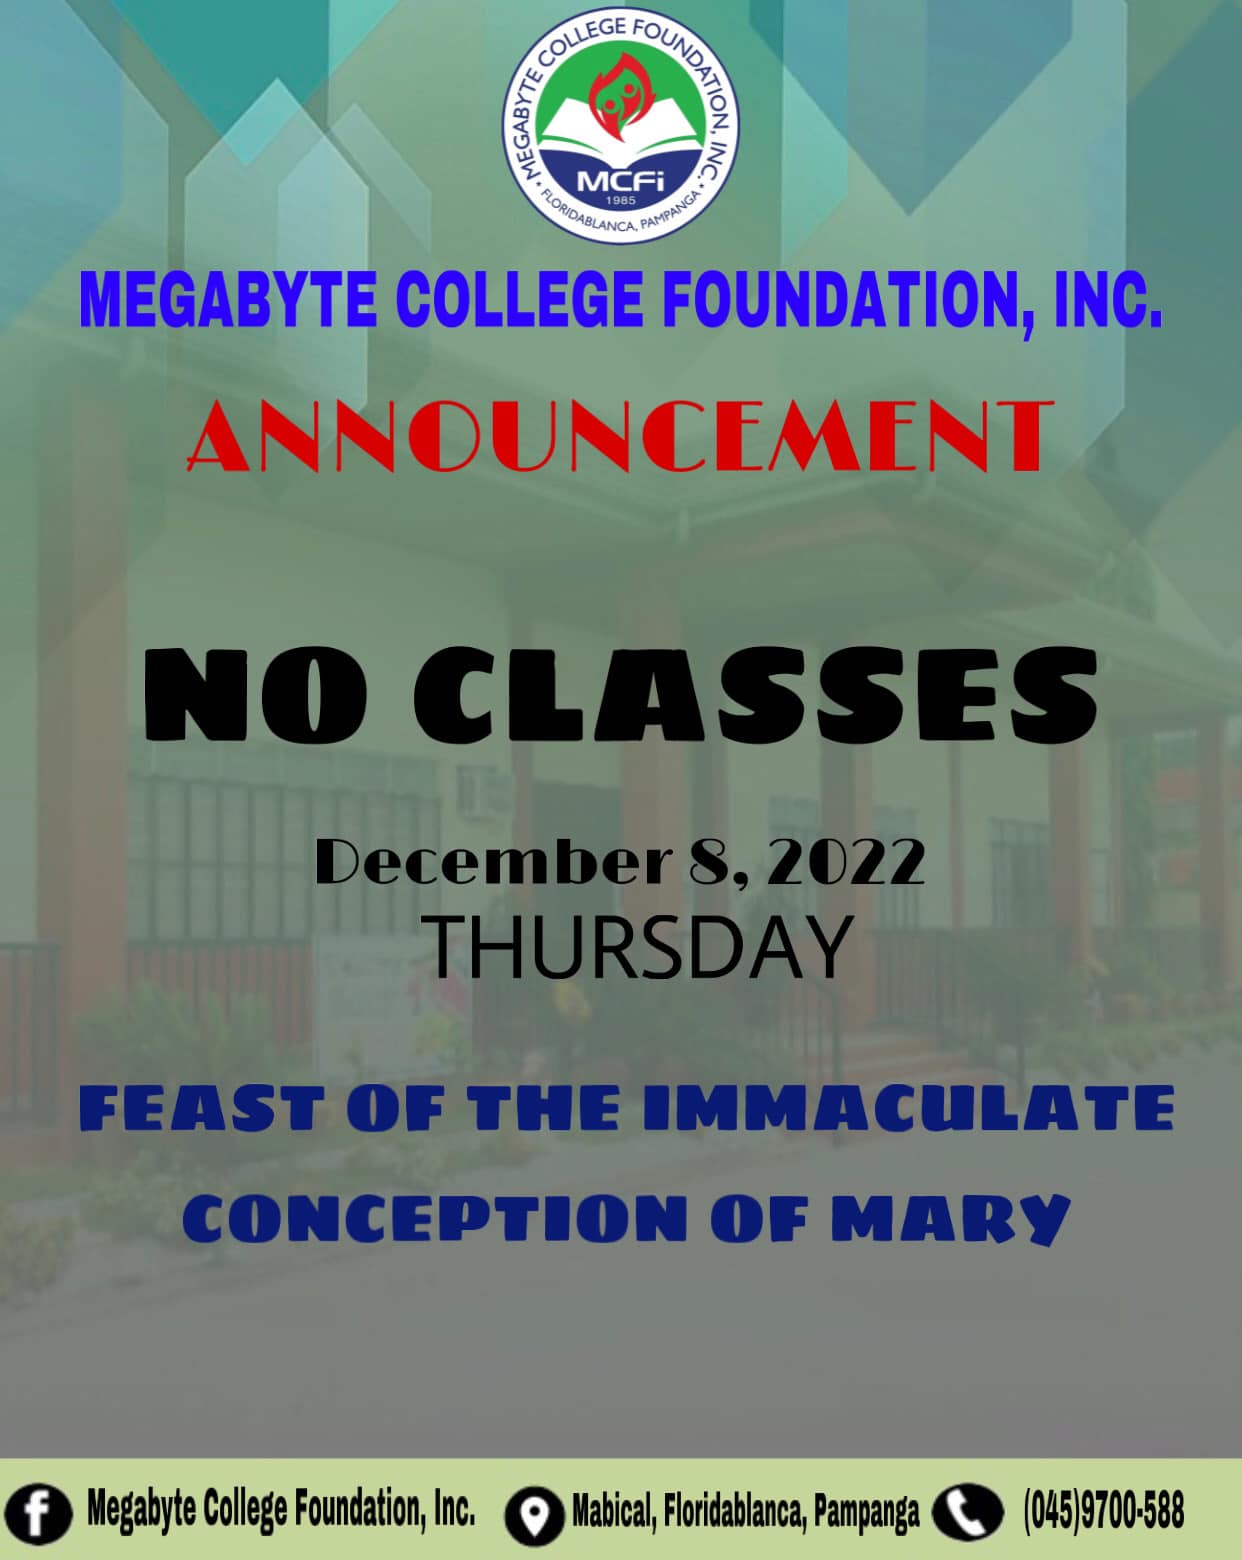 MEGABYTE COLLEGE FOUNDATION, INC.
MCFi
1985
• FLORIDABLANCA, PAMPANGA •
MEGABYTE COLLEGE FOUNDATION, INC.
ANNOUNCEMENT
NO CLASSES
December 8, 2022
THURSDAY
FEAST OF THE IMMACULATE
CONCEPTION OF MARY
Megabyte College Foundation, Inc. Mabical, Floridablanca, Pampanga (045)9700-588